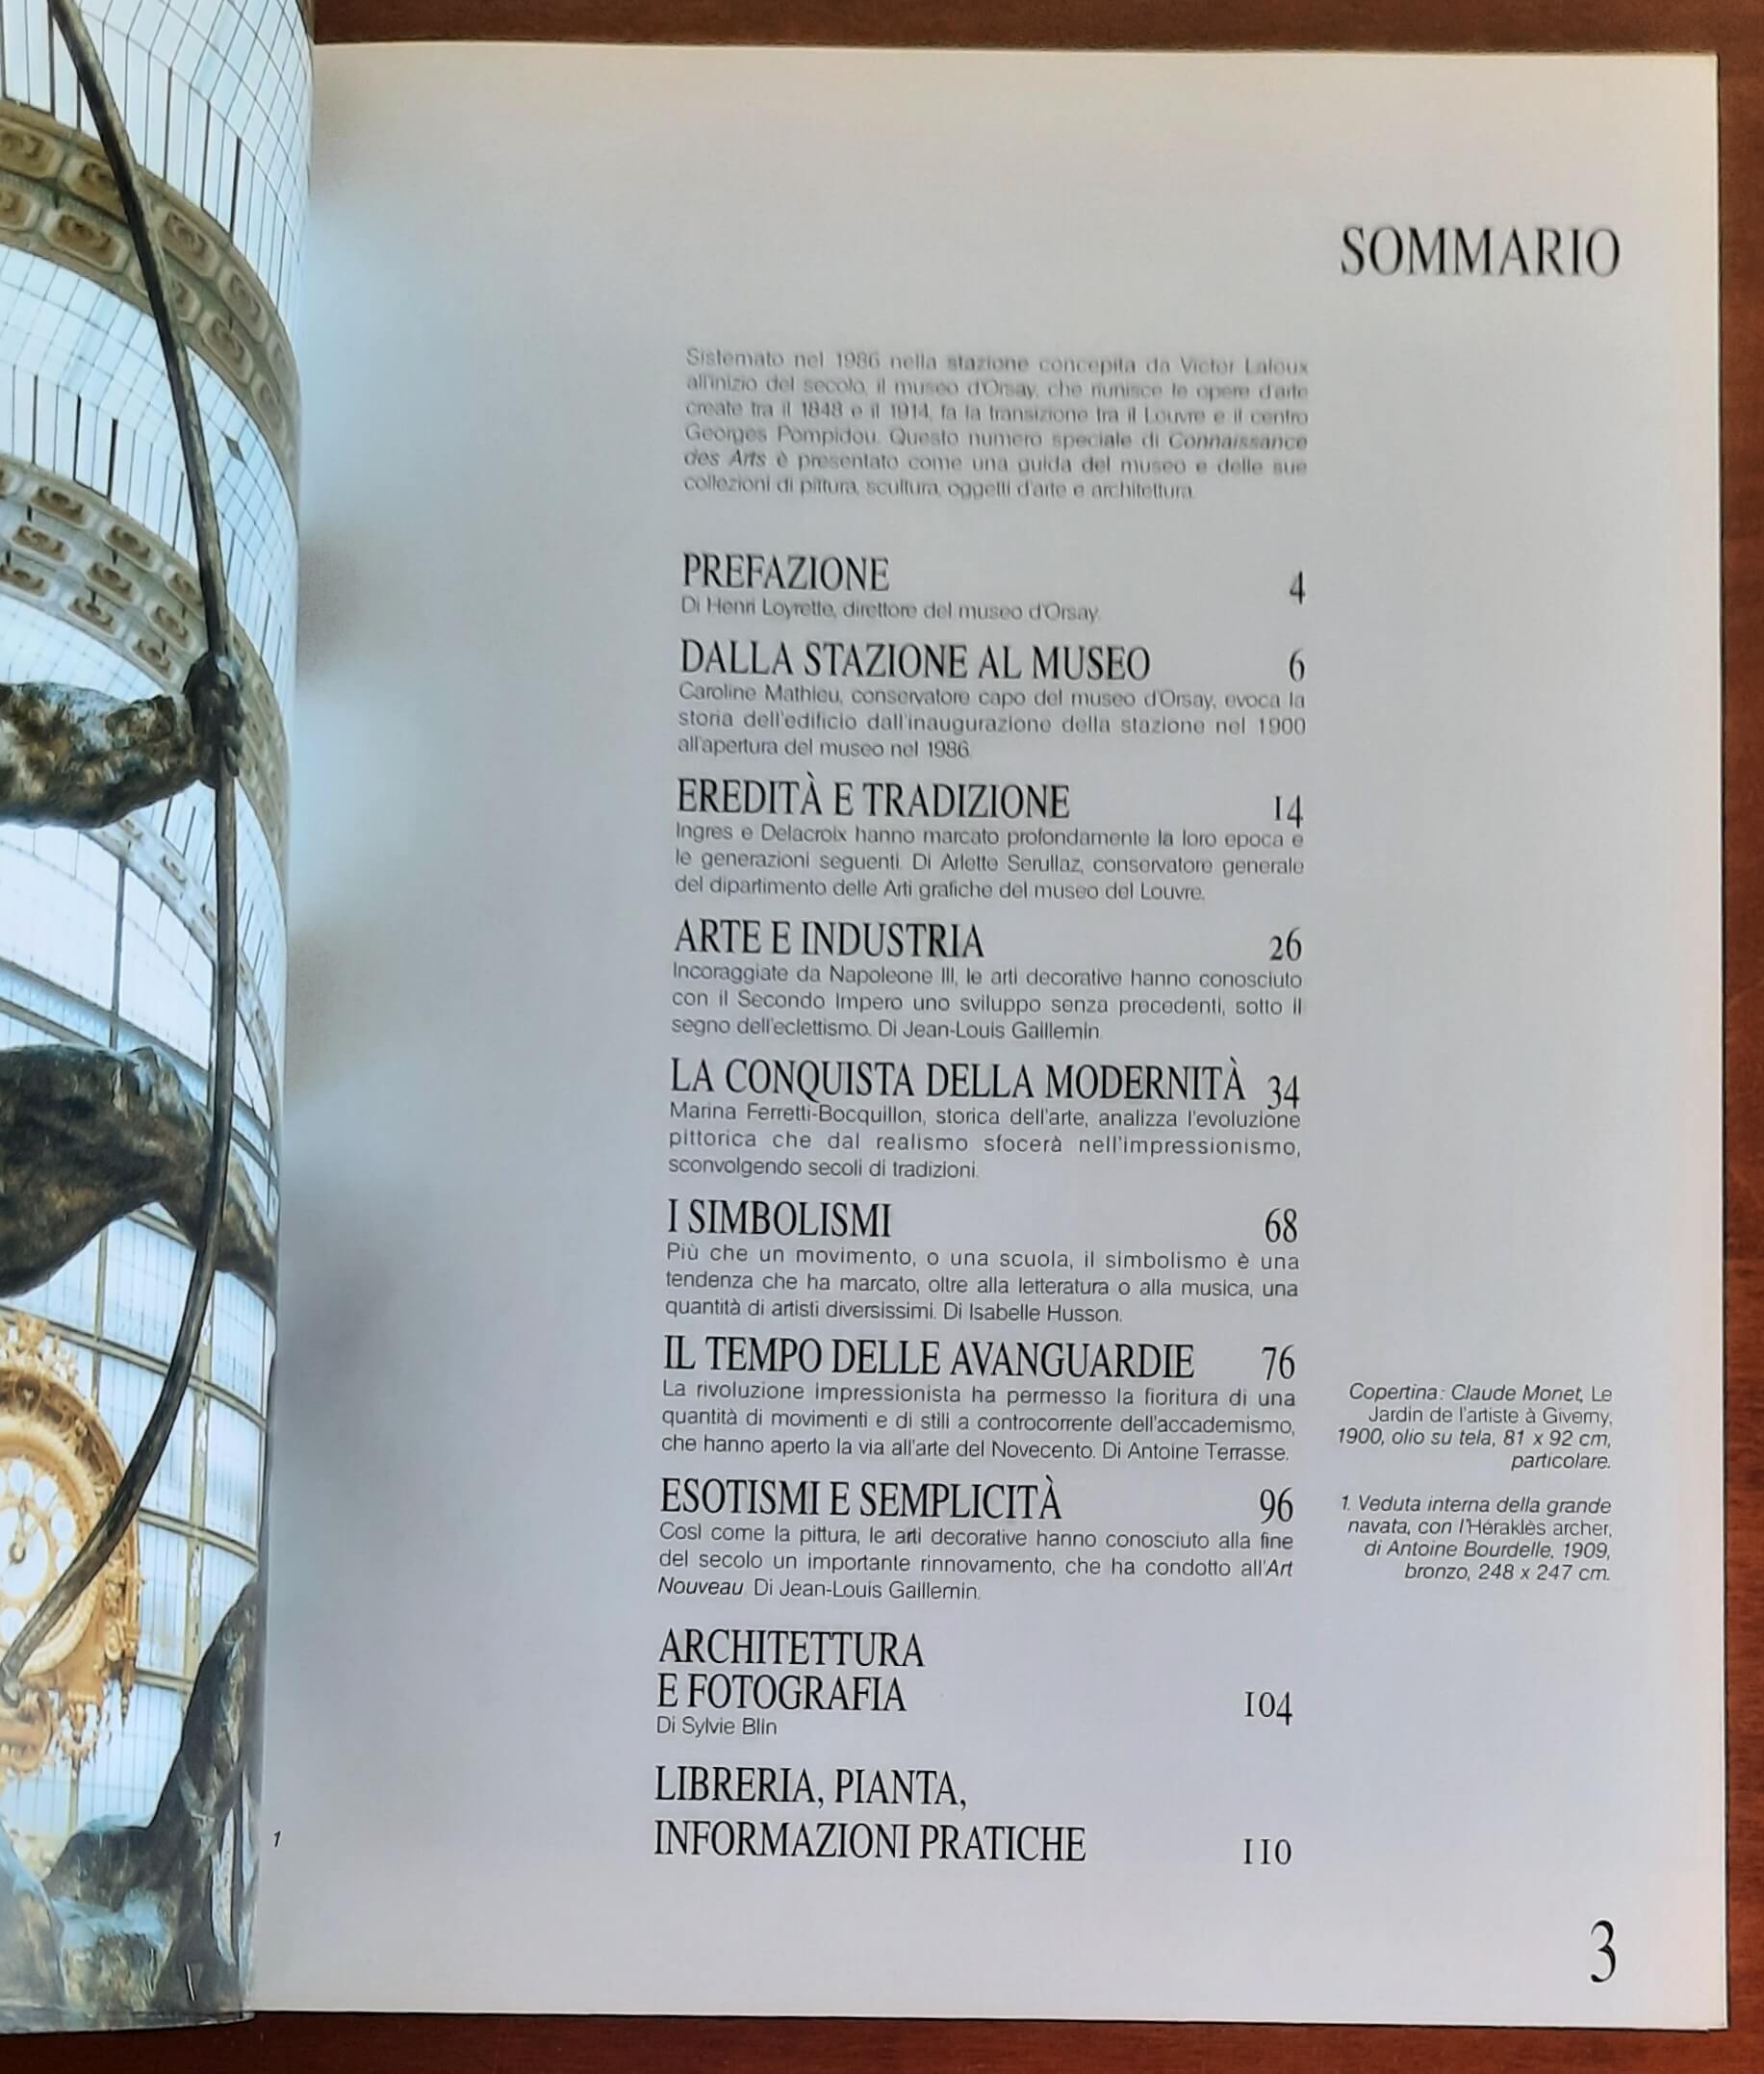 SOMMARIO
Sistemato nel 1986 nella stazione concepita da Victor Laloux
all'inizio del secolo, il museo d'Orsay, che riunisce le opere d'arte
create tra il 1848 e il 1914, fa la transizione tra il Louvre e il centro
Georges Pompidou. Questo numero speciale di Connaissance
des Arts è presentato come una guida del museo e delle sue
collezioni di pittura, scultura, oggetti d'arte e architettura.
PREFAZIONE 4
Di Henri Loyrette, direttore del museo d'Orsay.
DALLA STAZIONE AL MUSEO 6
Caroline Mathieu, conservatore capo del museo d'Orsay, evoca la
storia dell'edificio dall'inaugurazione della stazione nel 1900
all'apertura del museo nel 1986.
EREDITÀ E TRADIZIONE 14
Ingres e Delacroix hanno marcato profondamente la loro epoca e
le generazioni seguenti. Di Arlette Serullaz, conservatore generale
del dipartimento delle Arti grafiche del museo del Louvre.
ARTE E INDUSTRIA 26
Incoraggiate da Napoleone III, le arti decorative hanno conosciuto
con il Secondo Impero uno sviluppo senza precedenti, sotto il
segno dell'eclettismo. Di Jean-Louis Gaillemin.
LA CONQUISTA DELLA MODERNITÀ 34
Marina Ferretti-Bocquillon, storica dell'arte, analizza l'evoluzione
pittorica che dal realismo sfocerà nell'impressionismo,
sconvolgendo secoli di tradizioni.
I SIMBOLISMI 68
Più che un movimento, o una scuola, il simbolismo è una
tendenza che ha marcato, oltre alla letteratura o alla musica, una
quantità di artisti diversissimi. Di Isabelle Husson.
IL TEMPO DELLE AVANGUARDIE 76
La rivoluzione impressionista ha permesso la fioritura di una
quantità di movimenti e di stili a controcorrente dell'accademismo,
che hanno aperto la via all'arte del Novecento. Di Antoine Terrasse.
ESOTISMI E SEMPLICITÀ 96
Così come la pittura, le arti decorative hanno conosciuto alla fine
del secolo un importante rinnovamento, che ha condotto all'Art
Nouveau. Di Jean-Louis Gaillemin.
ARCHITETTURA
E FOTOGRAFIA 104
Di Sylvie Blin
LIBRERIA, PIANTA,
INFORMAZIONI PRATICHE 110
Copertina: Claude Monet, Le
Jardin de l'artiste à Giverny,
1900, olio su tela, 81 x 92 cm,
particolare.
1. Veduta interna della grande
navata, con l'Héraklès archer,
di Antoine Bourdelle, 1909,
bronzo, 248 x 247 cm.
1
3